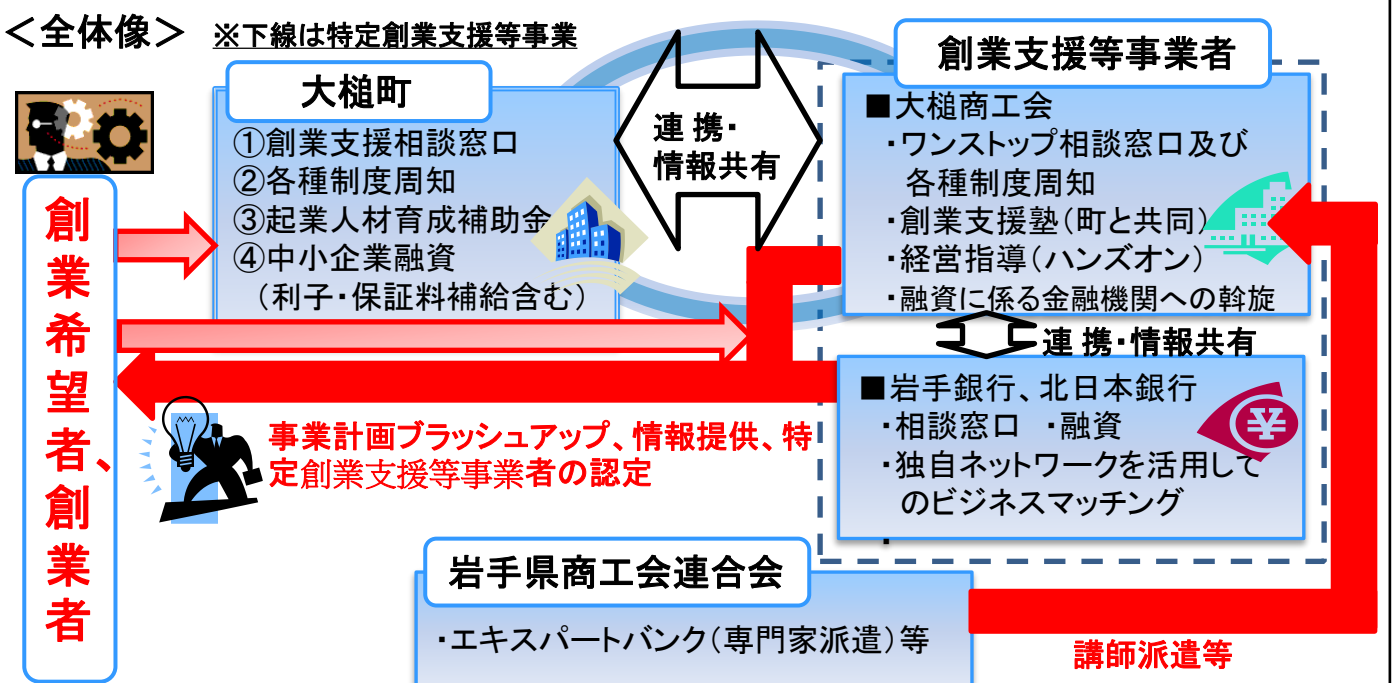 ＜全体像＞ ※下線は特定創業支援等事業
大槌町
①創業支援相談窓口
②各種制度周知
③起業人材育成補助金
④中小企業融資
（利子・保証料補給含む）
連 携・
情報共有
創業支援等事業者
■大槌商工会
・ワンストップ相談窓口及び
各種制度周知
・創業支援塾（町と共同）
・経営指導（ハンズオン）
・融資に係る金融機関への斡旋
連 携・情報共有
■岩手銀行、北日本銀行
・相談窓口 ・融資
・独自ネットワークを活用して
のビジネスマッチング
・
創業希望者、創業者
事業計画ブラッシュアップ、情報提供、特
定創業支援等事業者の認定
岩手県商工会連合会
・エキスパートバンク（専門家派遣）等
講師派遣等
¥